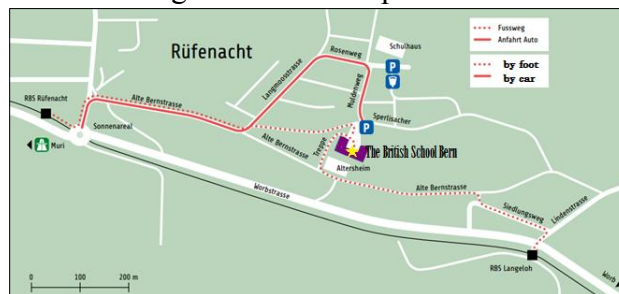 Rüfenacht
Fussweg
Anfahrt Auto
by foot
by car
Schulhaus
Rosenweg
P
RBS Rüfenacht
Langmoosstrasse
Muldenweg
Alte Bernstrasse
Sperlisacher
P
Sonnenareal
Muri
Alte Bernstrasse
Treppe
The British School Bern
Altersheim
Worbstrasse
Alte Bernstrasse
Siedlungsweg
Lindenstrasse
RBS Langeloh
Worb
0 100 200 m